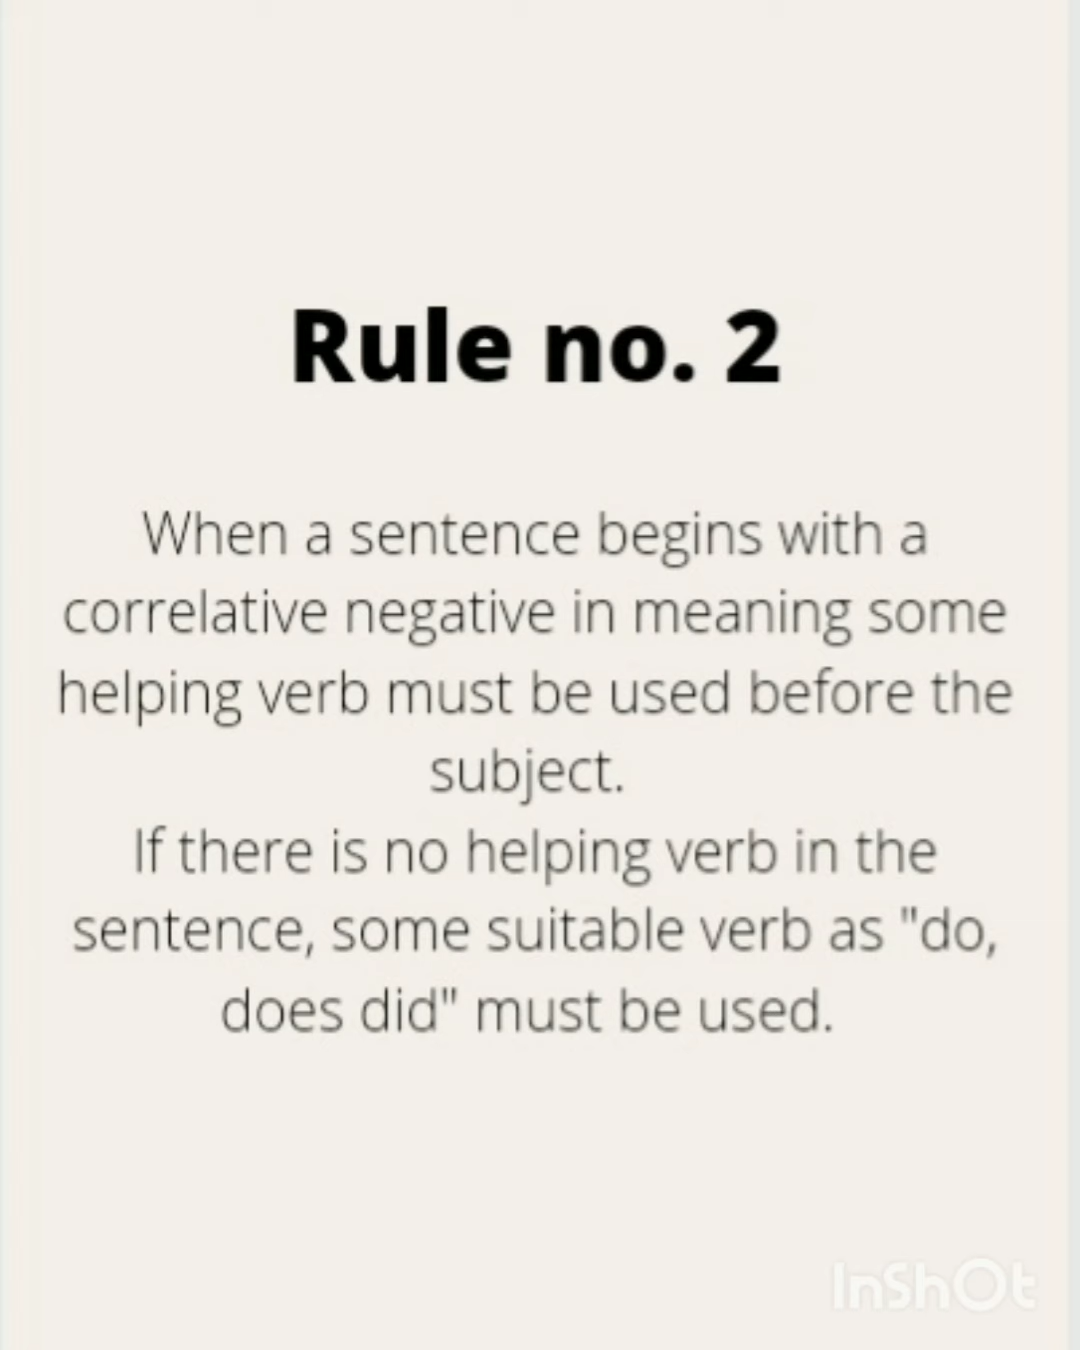 Rule no. 2
When a sentence begins with a
correlative negative in meaning some
helping verb must be used before the
subject.
If there is no helping verb in the
sentence, some suitable verb as "do,
does did" must be used.
InShOt